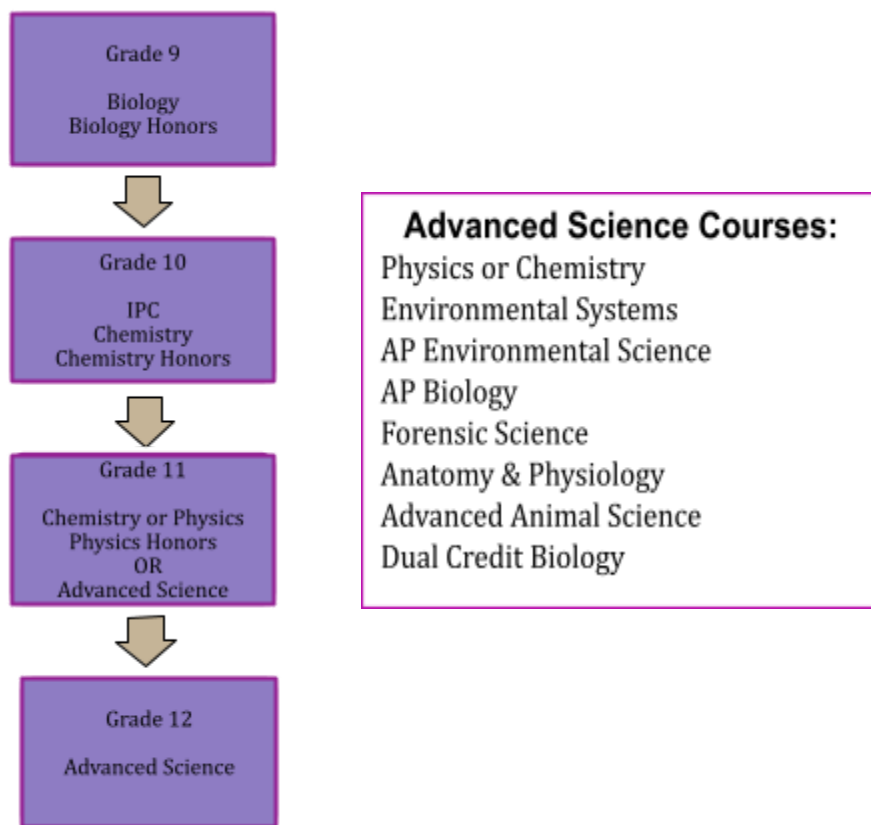 Grade 9
Biology
Biology Honors
Grade 10
IPC
Chemistry
Chemistry Honors
Grade 11
Chemistry or Physics
Physics Honors
OR
Advanced Science
Grade 12
Advanced Science
Advanced Science Courses:
Physics or Chemistry
Environmental Systems
AP Environmental Science
AP Biology
Forensic Science
Anatomy & Physiology
Advanced Animal Science
Dual Credit Biology